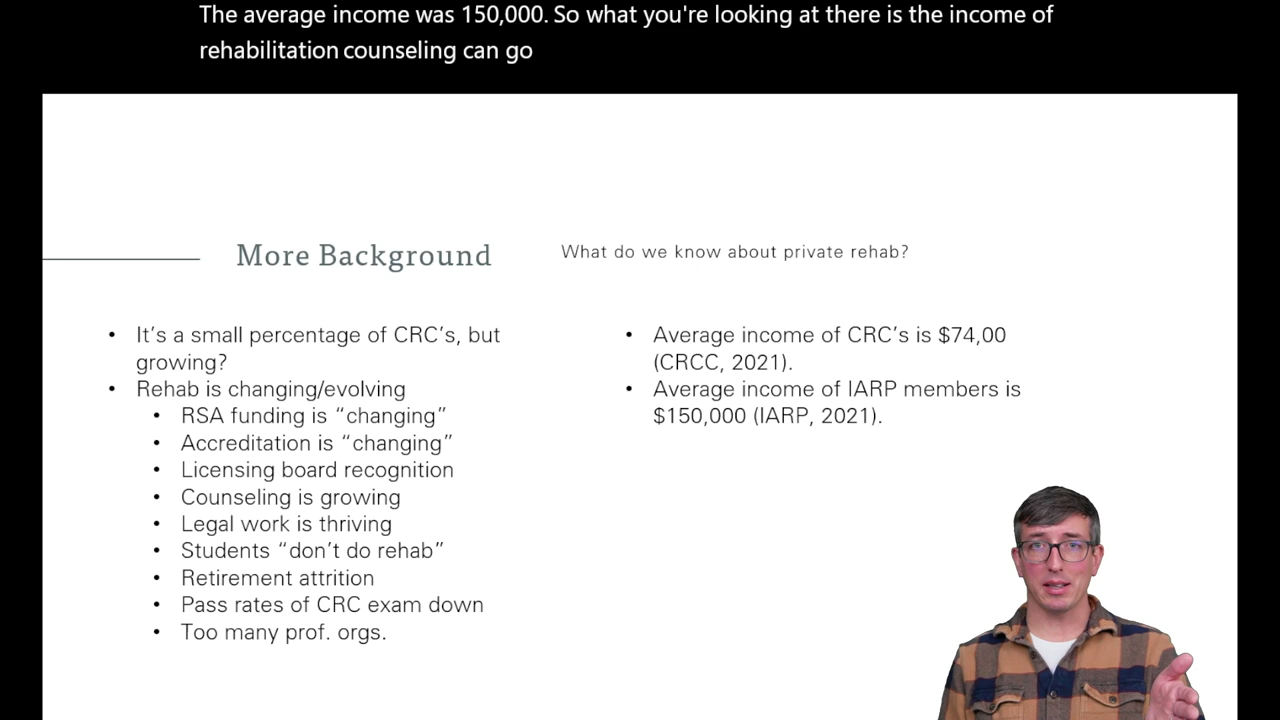 The average income was 150,000. So what you're looking at there is the income of
rehabilitation counseling can go
More Background
What do we know about private rehab?
• It's a small percentage of CRC's, but
growing?
• Rehab is changing/evolving
• RSA funding is “changing”
• Accreditation is “changing”
• Licensing board recognition
• Counseling is growing
• Legal work is thriving
• Students “don't do rehab”
• Retirement attrition
• Pass rates of CRC exam down
• Too many prof. orgs.
• Average income of CRC's is $74,00
(CRCC, 2021).
• Average income of IARP members is
$150,000 (IARP, 2021).